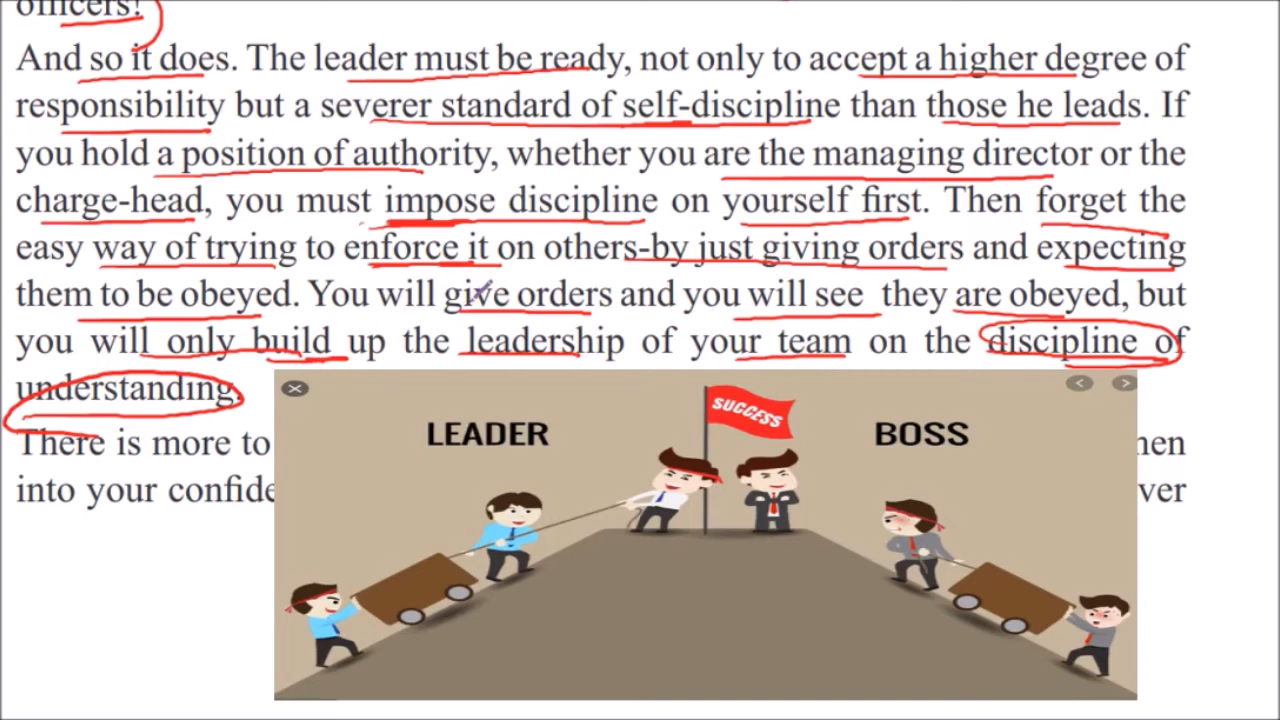 officers!
And so it does. The leader must be ready, not only to accept a higher degree of
responsibility but a severer standard of self-discipline than those he leads. If
you hold a position of authority, whether you are the managing director or the
charge-head, you must impose discipline on yourself first. Then forget the
easy way of trying to enforce it on others-by just giving orders and expecting
them to be obeyed. You will give orders and you will see they are obeyed, but
you will only build up the leadership of your team on the discipline of
understanding.
There is more to
into your
SUCCESS
LEADER
BOSS